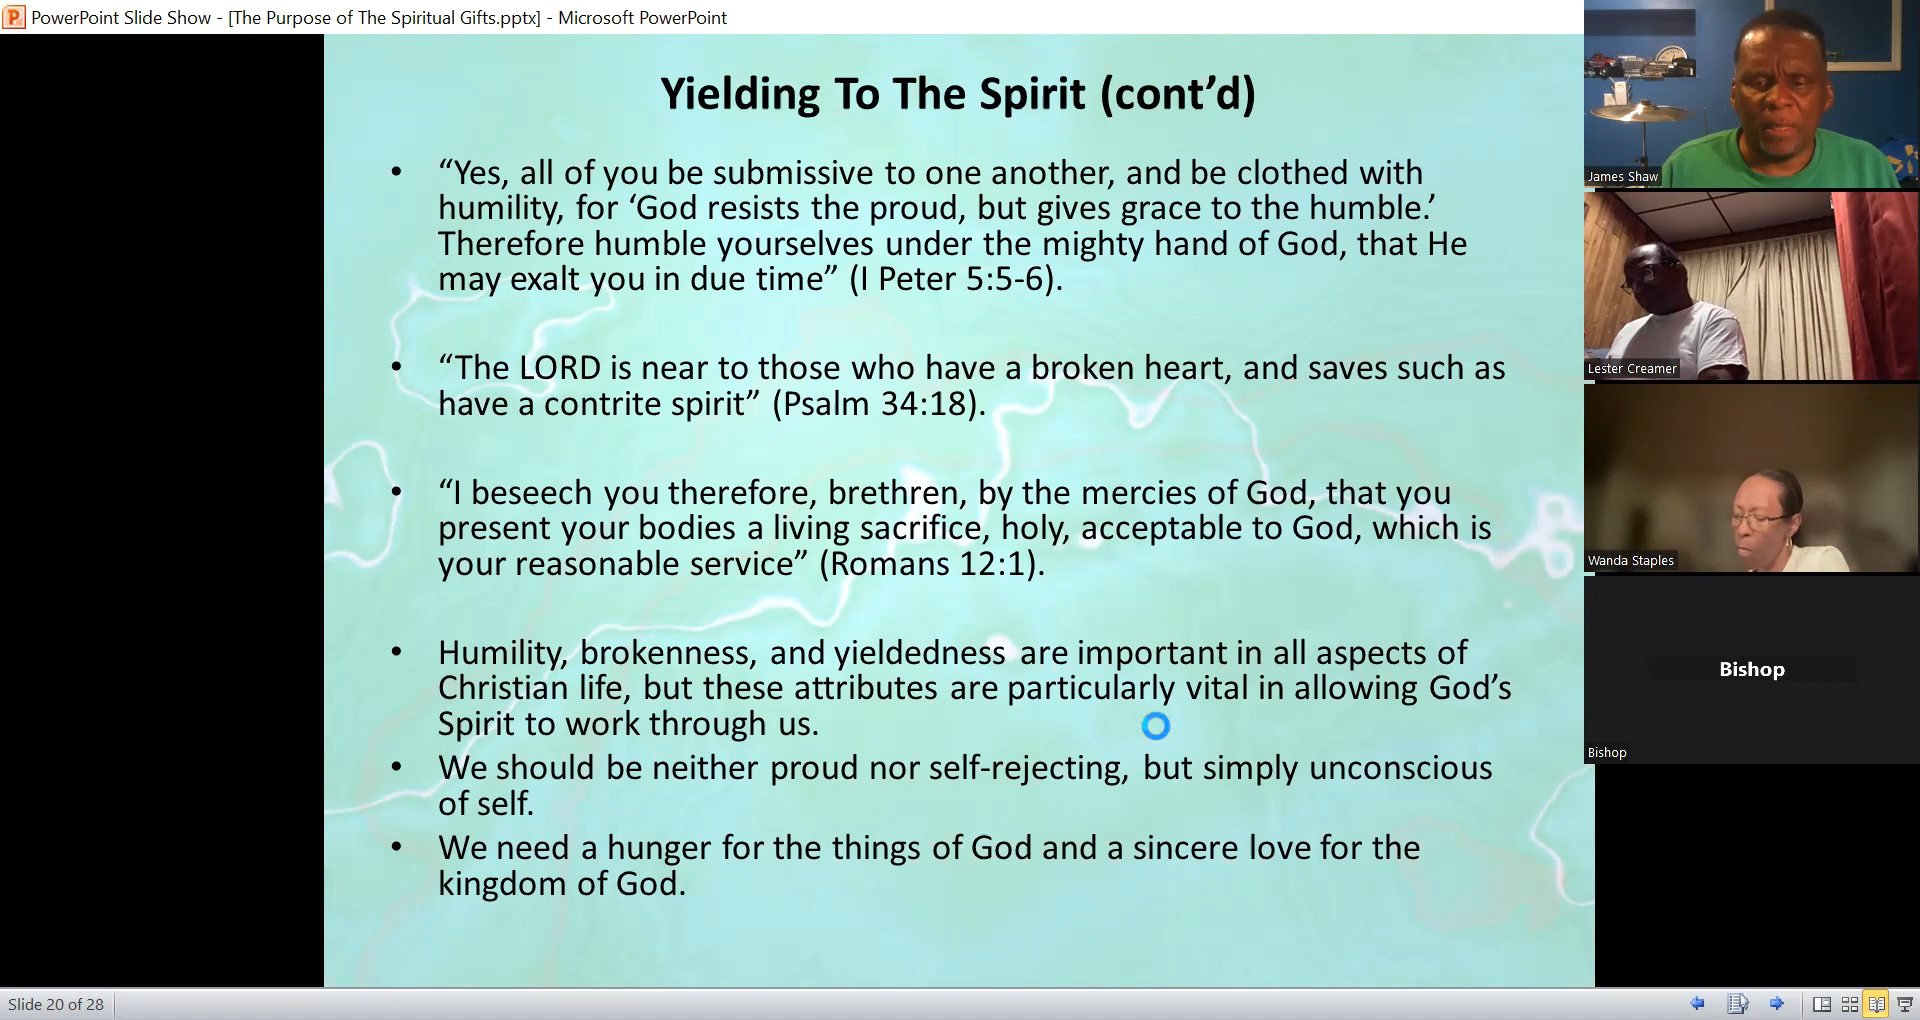 PowerPoint Slide Show - [The Purpose of The Spiritual Gifts.pptx] - Microsoft PowerPoint
Yielding To The Spirit (cont’d)
• “Yes, all of you be submissive to one another, and be clothed with
humility, for ‘God resists the proud, but gives grace to the humble.’
Therefore humble yourselves under the mighty hand of God, that He
may exalt you in due time” (I Peter 5:5-6).
• “The LORD is near to those who have a broken heart, and saves such as
have a contrite spirit” (Psalm 34:18).
• “I beseech you therefore, brethren, by the mercies of God, that you
present your bodies a living sacrifice, holy, acceptable to God, which is
your reasonable service” (Romans 12:1).
• Humility, brokenness, and yieldedness are important in all aspects of
Christian life, but these attributes are particularly vital in allowing God’s
Spirit to work through us.
• We should be neither proud nor self-rejecting, but simply unconscious
of self.
• We need a hunger for the things of God and a sincere love for the
kingdom of God.
James Shaw
Lester Creamer
Wanda Staples
Bishop
Bishop
Slide 20 of 28